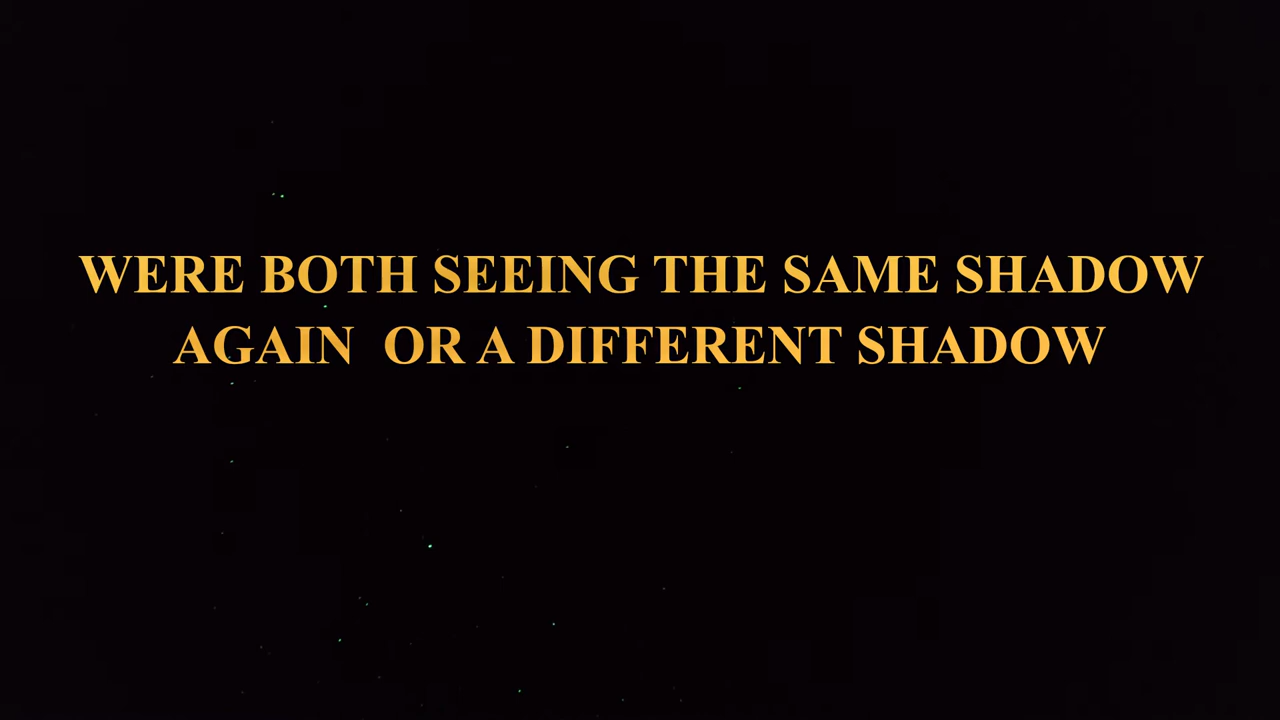 WERE BOTH SEEING THE SAME SHADOW
AGAIN  OR A DIFFERENT SHADOW